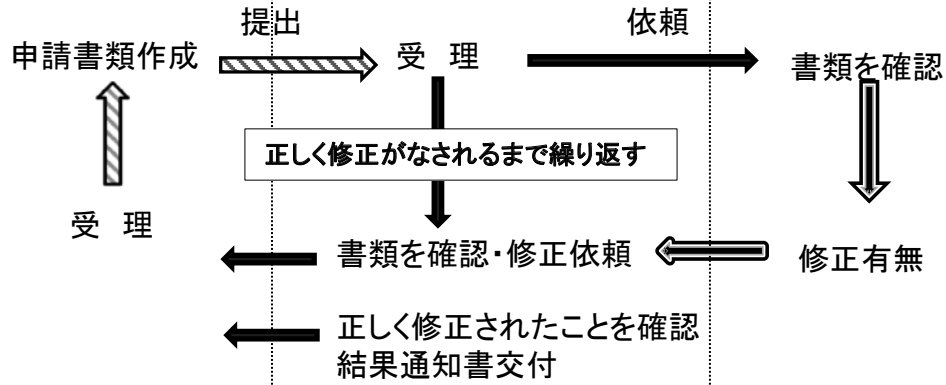 提出
依頼
申請書類作成
受 理
書類を確認
正しく修正がなされるまで繰り返す
受 理
書類を確認・修正依頼
修正有無
正しく修正されたことを確認
結果通知書交付